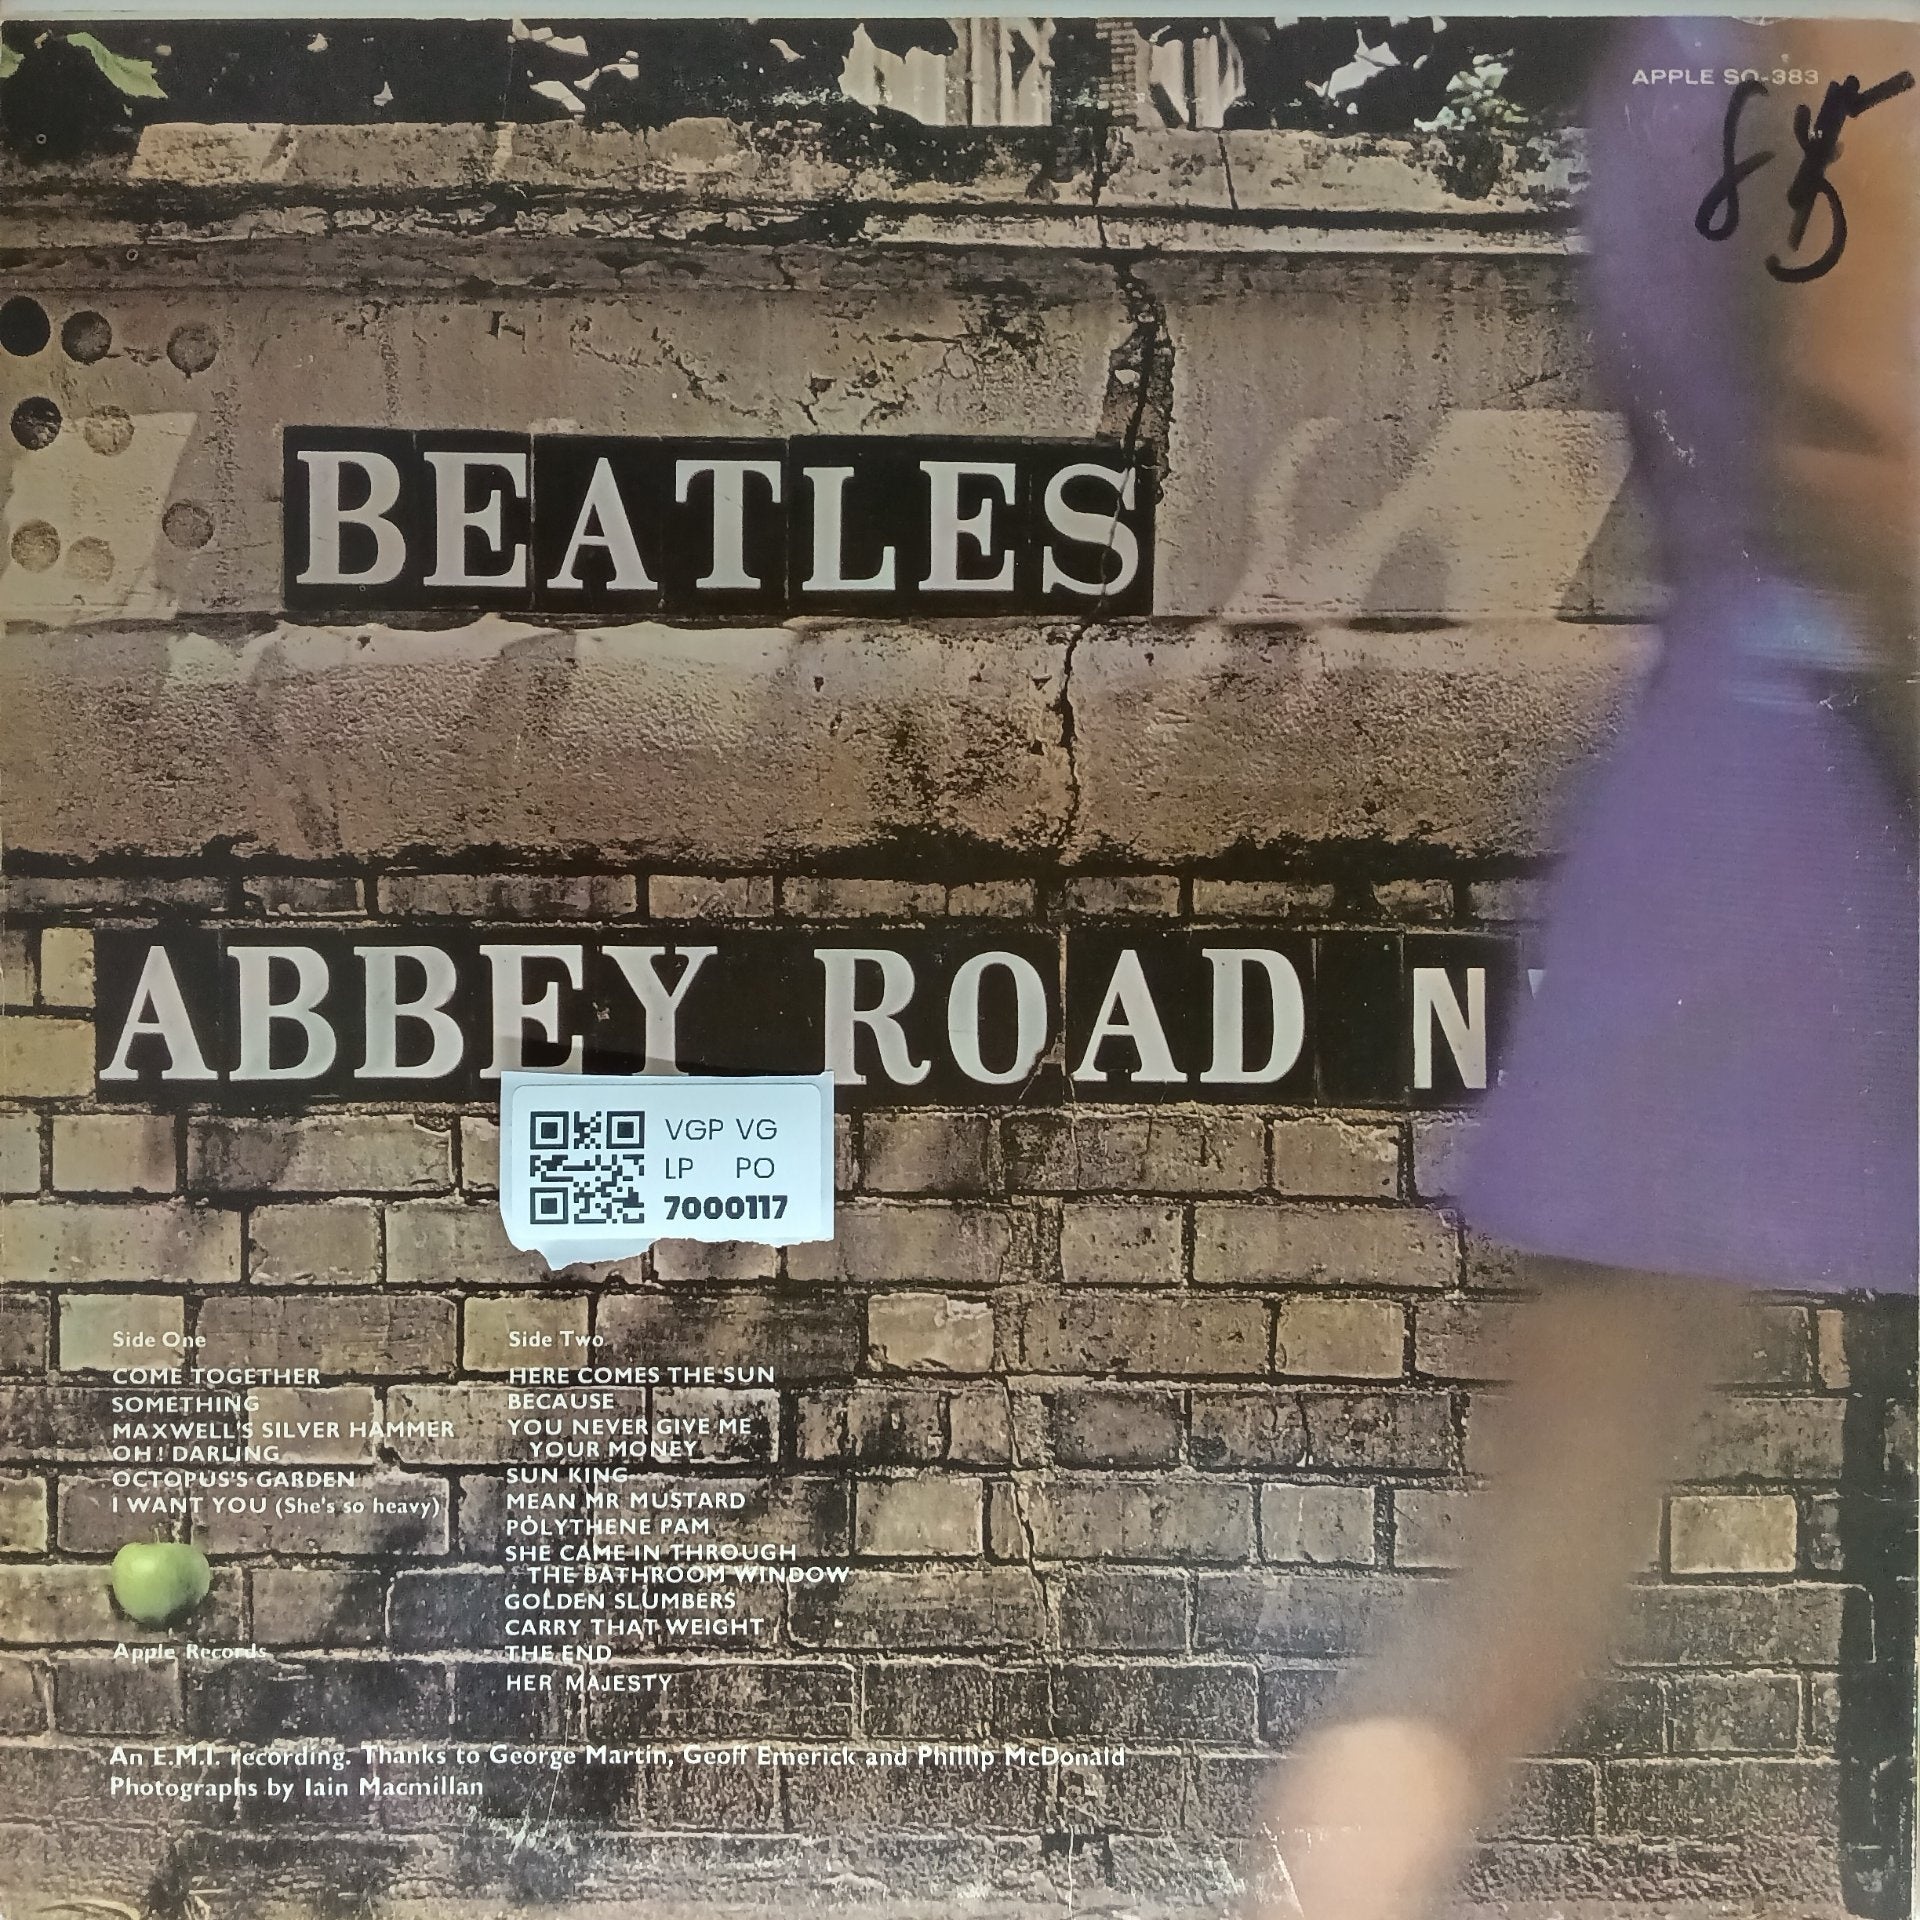 APPLE SO-383
BEATLES
ABBEY ROAD N
VGP VG
LP PO
7000117
Side One
COME TOGETHER
SOMETHING
MAXWELL'S SILVER HAMMER
OH! DARLING
OCTOPUS'S GARDEN
I WANT YOU (She's so heavy)
Apple Records
Side Two
HERE COMES THE SUN
BECAUSE
YOU NEVER GIVE ME
YOUR MONEY
SUN KING
MEAN MR MUSTARD
POLYTHENE PAM
SHE CAME IN THROUGH
THE BATHROOM WINDOW
GOLDEN SLUMBERS
CARRY THAT WEIGHT
THE END
HER MAJESTY
An E.M.I. recording. Thanks to George Martin, Geoff Emerick and Phillip McDonald
Photographs by Iain Macmillan